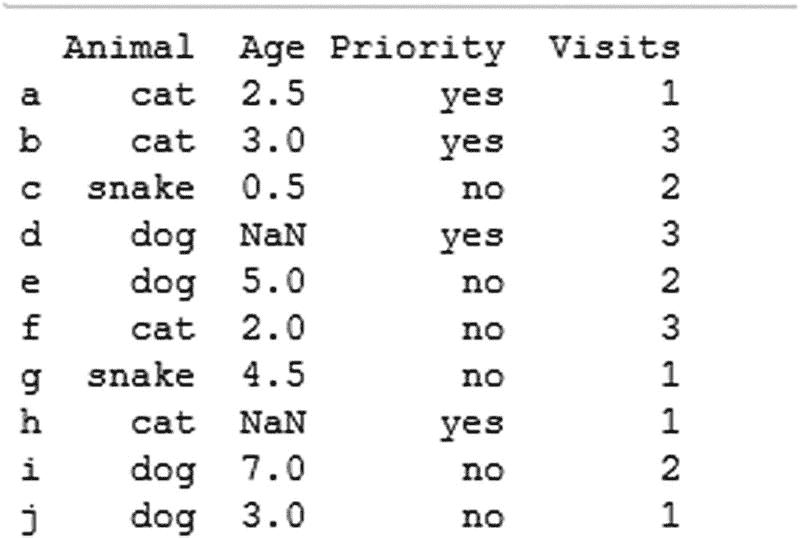 Animal Age Priority Visits
a cat 2.5 yes 1
b cat 3.0 yes 3
c snake 0.5 no 2
d dog NaN yes 3
e dog 5.0 no 2
f cat 2.0 no 3
g snake 4.5 no 1
h cat NaN yes 1
i dog 7.0 no 2
j dog 3.0 no 1